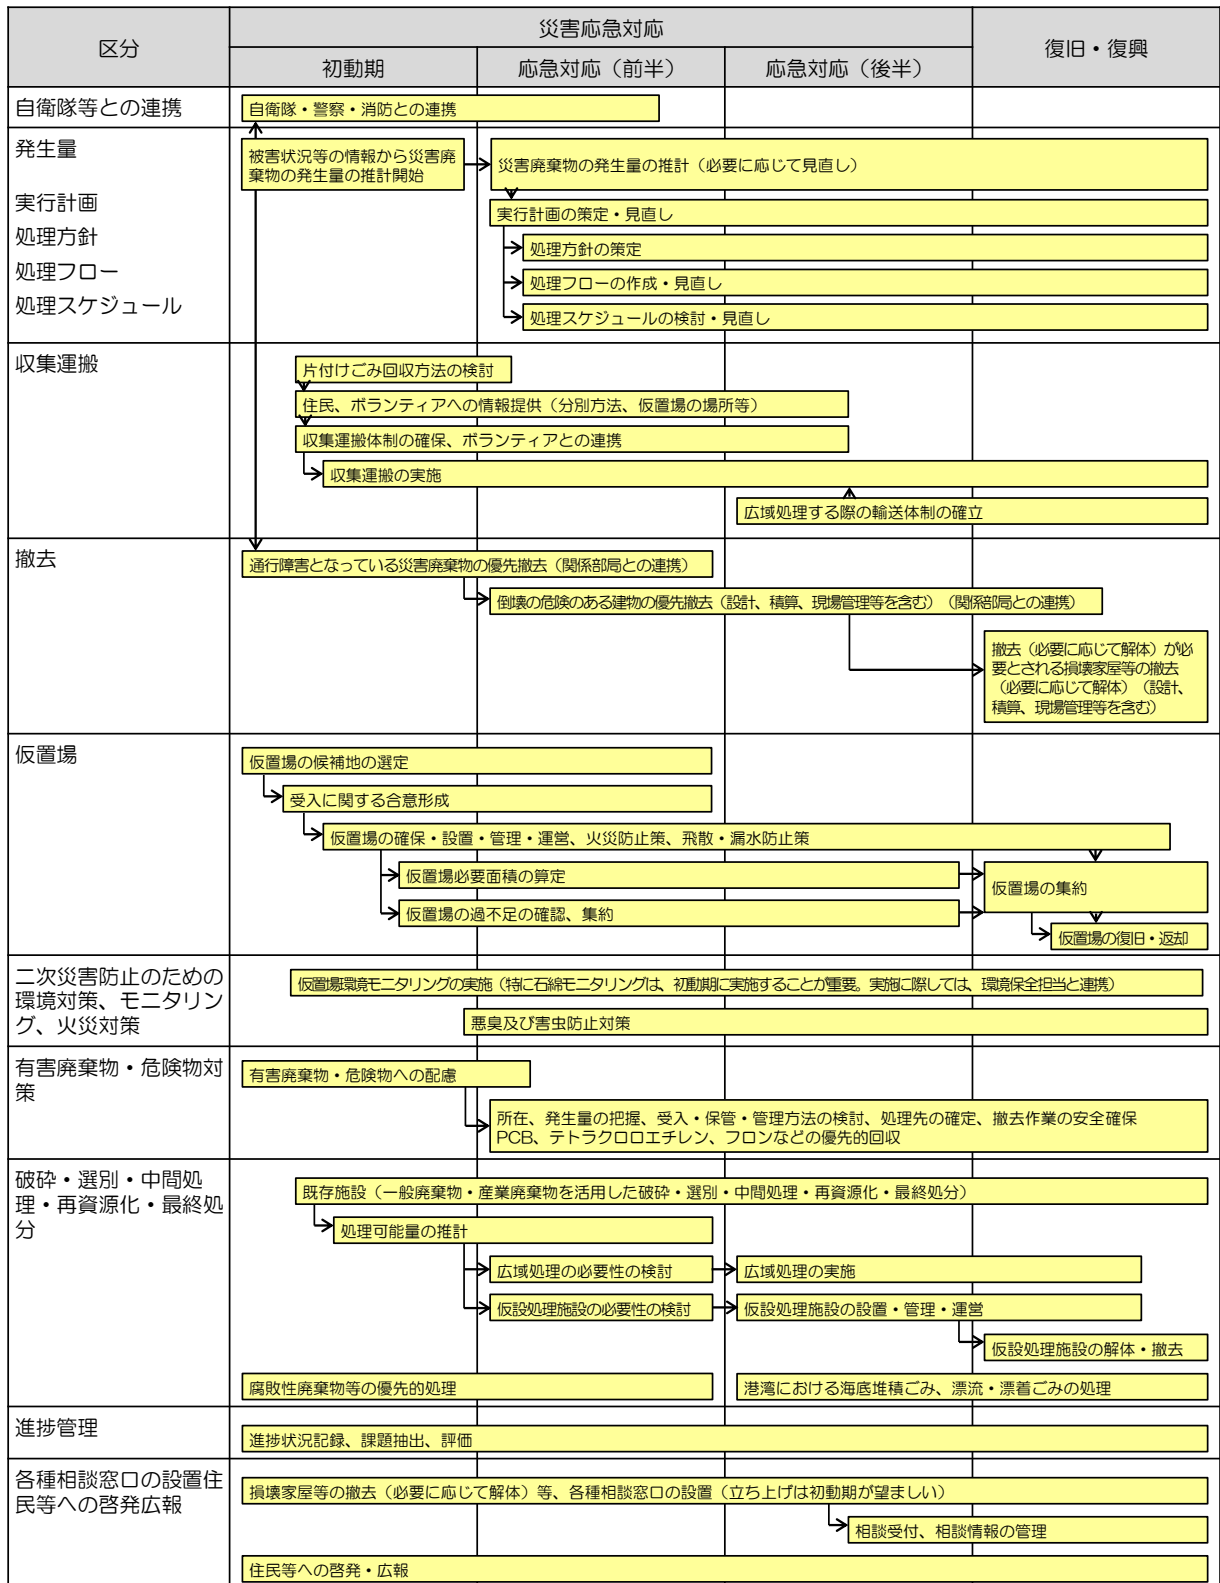 区分
災害応急対応
初動期
応急対応（前半）
応急対応（後半）
復旧・復興
自衛隊等との連携
自衛隊・警察・消防との連携
発生量
被害状況等の情報から災害廃
棄物の発生量の推計開始
災害廃棄物の発生量の推計（必要に応じて見直し）
実行計画
実行計画の策定・見直し
処理方針
処理方針の策定
処理フロー
処理フローの作成・見直し
処理スケジュール
処理スケジュールの検討・見直し
収集運搬
片付けごみ回収方法の検討
住民、ボランティアへの情報提供（分別方法、仮置場の場所等）
収集運搬体制の確保、ボランティアとの連携
収集運搬の実施
広域処理する際の輸送体制の確立
撤去
通行障害となっている災害廃棄物の優先撤去（関係部局との連携）
倒壊の危険のある建物の優先撤去（設計、積算、現場管理等を含む）（関係部局との連携）
撤去（必要に応じて解体）が必
要とされる損壊家屋等の撤去
（必要に応じて解体）（設計、
積算、現場管理等を含む）
仮置場
仮置場の候補地の選定
受入に関する合意形成
仮置場の確保・設置・管理・運営、火災防止策、飛散・漏水防止策
仮置場必要面積の算定
仮置場の集約
仮置場の過不足の確認、集約
仮置場の復旧・返却
二次災害防止のための
環境対策、モニタリン
グ、火災対策
仮置場環境モニタリングの実施（特に石綿モニタリングは、初動期に実施することが重要。実施に際しては、環境保全担当と連携）
悪臭及び害虫防止対策
有害廃棄物・危険物対
策
有害廃棄物・危険物への配慮
所在、発生量の把握、受入・保管・管理方法の検討、処理先の確定、撤去作業の安全確保
PCB、テトラクロロエチレン、フロンなどの優先的回収
破砕・選別・中間処
理・再資源化・最終処
分
既存施設（一般廃棄物・産業廃棄物を活用した破砕・選別・中間処理・再資源化・最終処分）
処理可能量の推計
広域処理の必要性の検討
広域処理の実施
仮設処理施設の必要性の検討
仮設処理施設の設置・管理・運営
仮設処理施設の解体・撤去
腐敗性廃棄物等の優先的処理
港湾における海底堆積ごみ、漂流・漂着ごみの処理
進捗管理
進捗状況記録、課題抽出、評価
各種相談窓口の設置住
民等への啓発広報
損壊家屋等の撤去（必要に応じて解体）等、各種相談窓口の設置（立ち上げは初動期が望ましい）
相談受付、相談情報の管理
住民等への啓発・広報